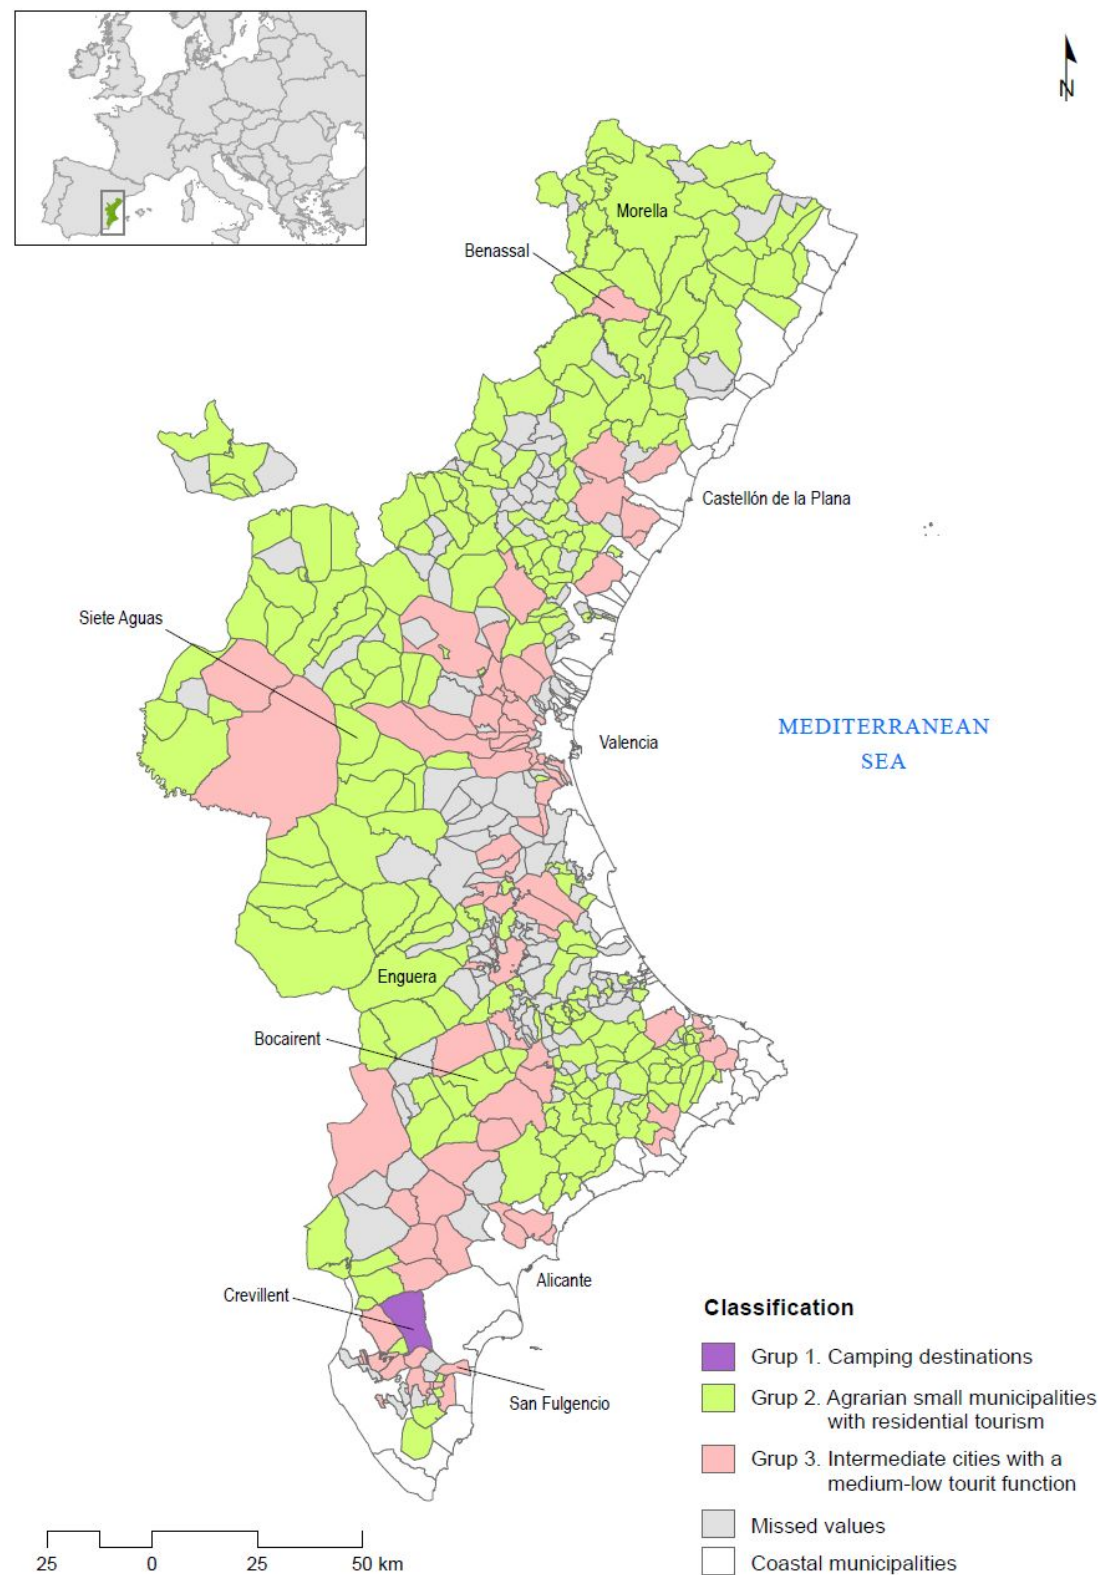 N
Morella
Benassal
Castellón de la Plana
Siete Aguas
MEDITERRANEAN
SEA
Valencia
Enguera
Bocairent
Alicante
Crevillent
San Fulgencio
Classification
Grup 1. Camping destinations
Grup 2. Agrarian small municipalities
with residential tourism
Grup 3. Intermediate cities with a
medium-low tourit function
Missed values
Coastal municipalities
25 0 25 50 km